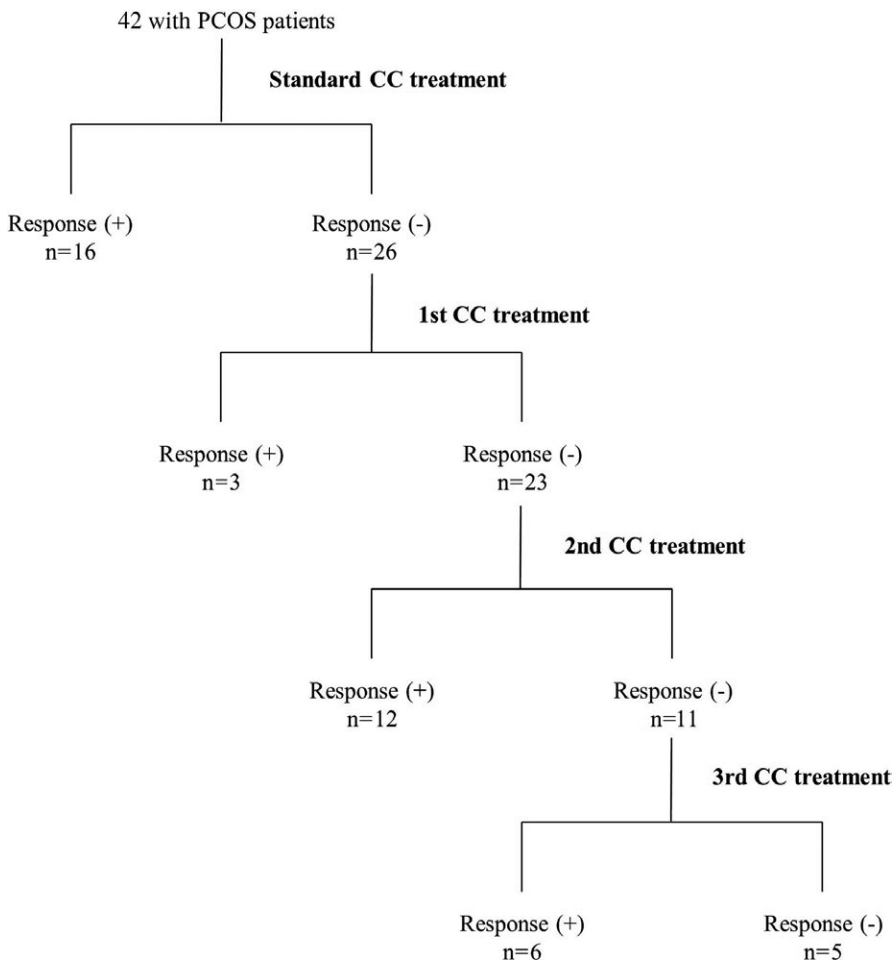 42 with PCOS patients
Standard CC treatment
Response (+)
n=16
Response (-)
n=26
1st CC treatment
Response (+)
n=3
Response (-)
n=23
2nd CC treatment
Response (+)
n=12
Response (-)
n=11
3rd CC treatment
Response (+)
n=6
Response (-)
n=5